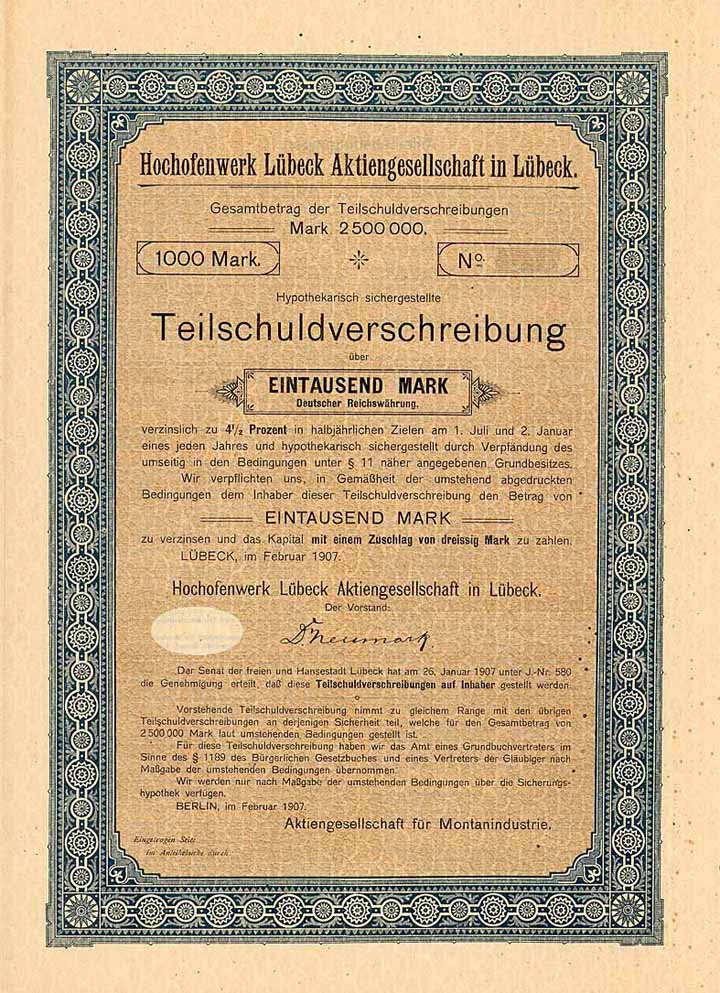 Hochofenwerk Lübeck Aktiengesellschaft in Lübeck.
Gesamtbetrag der Teilschuldverschreibungen
Mark 2500000.
1000 Mark.
No.
Hypothekarisch sichergestellte
Teilschuldverschreibung
über
EINTAUSEND MARK
Deutscher Reichswährung.
verzinslich zu 4½ Prozent in halbjährlichen Zielen am 1. Juli und 2. Januar
eines jeden Jahres und hypothekarisch sichergestellt durch Verpfändung des
umseitig in den Bedingungen unter § 11 näher angegebenen Grundbesitzes.
Wir verpflichten uns, in Gemäßheit der umstehend abgedruckten
Bedingungen dem Inhaber dieser Teilschuldverschreibung den Betrag von
EINTAUSEND MARK
zu verzinsen und das Kapital mit einem Zuschlag von dreissig Mark zu zahlen.
LÜBECK, im Februar 1907.
Hochofenwerk Lübeck Aktiengesellschaft in Lübeck.
Der Vorstand:
Dr Neumark
Der Senat der freien und Hansestadt Lübeck hat am 26. Januar 1907 unter J.-Nr. 580
die Genehmigung erteilt, daß diese Teilschuldverschreibungen auf Inhaber gestellt werden.
Vorstehende Teilschuldverschreibung nimmt zu gleichem Range mit den übrigen
Teilschuldverschreibungen an derjenigen Sicherheit teil, welche für den Gesamtbetrag von
2500000 Mark laut umstehenden Bedingungen gestellt ist.
Für diese Teilschuldverschreibung haben wir das Amt eines Grundbuchvertreters im
Sinne des § 1189 des Bürgerlichen Gesetzbuches und eines Vertreters der Gläubiger nach
Maßgabe der umstehenden Bedingungen übernommen.
Wir werden nur nach Maßgabe der umstehenden Bedingungen über die Sicherungs-
hypothek verfügen.
BERLIN, im Februar 1907.
Aktiengesellschaft für Montanindustrie.
Eingetragen Seite
im Anleihebuche durch